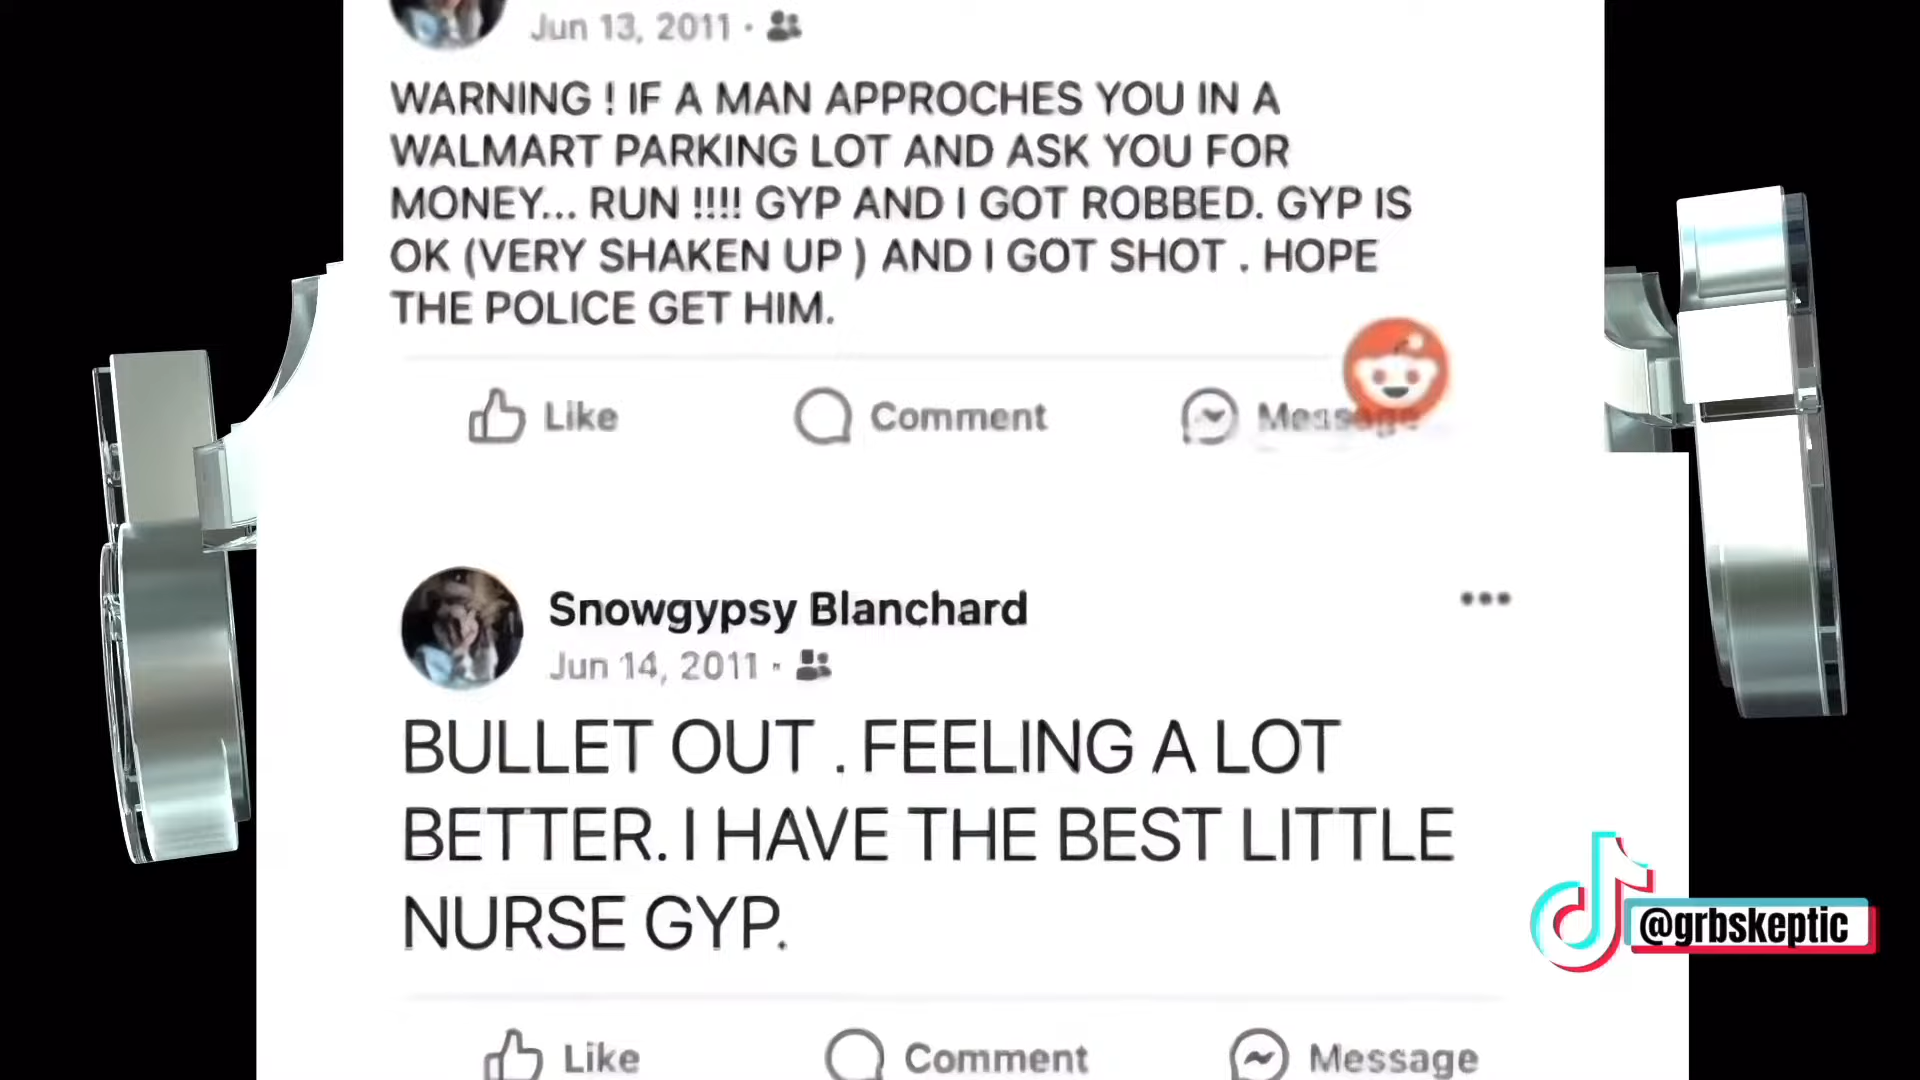 Jun 13, 2011 ·
WARNING ! IF A MAN APPROCHES YOU IN A
WALMART PARKING LOT AND ASK YOU FOR
MONEY... RUN !!!! GYP AND I GOT ROBBED. GYP IS
OK (VERY SHAKEN UP ) AND I GOT SHOT . HOPE
THE POLICE GET HIM.
Like Comment Message
Snowgypsy Blanchard
Jun 14, 2011 ·
BULLET OUT . FEELING A LOT
BETTER. I HAVE THE BEST LITTLE
NURSE GYP.
@grbskeptic
Like Comment Message